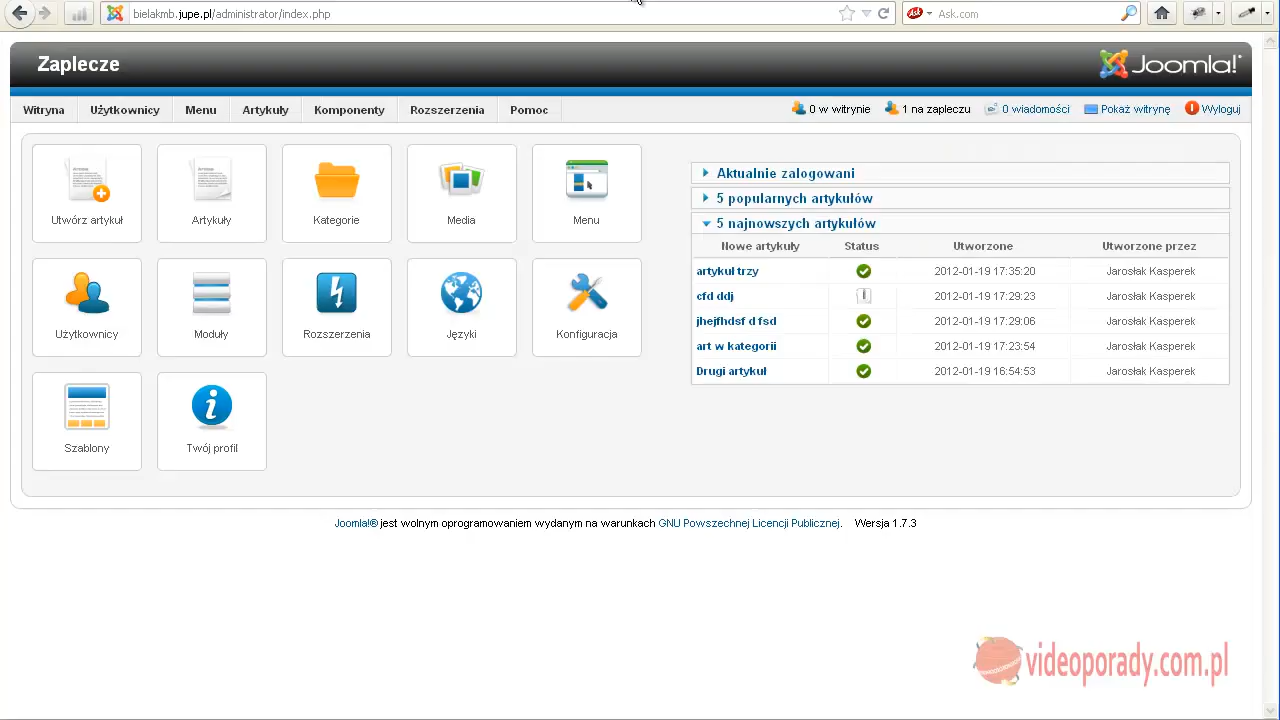 bielakmb.jupe.pl/administrator/index.php
Ask.com
Zaplecze
Joomla!
Witryna Użytkownicy Menu Artykuły Komponenty Rozszerzenia Pomoc
0 w witrynie 1 na zapleczu 0 wiadomości Pokaż witrynę Wyloguj
Utwórz artykuł Artykuły Kategorie Media Menu
Użytkownicy Moduły Rozszerzenia Języki Konfiguracja
Szablony Twój profil
Aktualnie zalogowani
5 popularnych artykułów
5 najnowszych artykułów
Nowe artykuły Status Utworzone Utworzone przez
artykuł trzy 2012-01-19 17:35:20 Jarosłak Kasperek
cfd ddj 2012-01-19 17:29:23 Jarosłak Kasperek
jhejfhdsf d fsd 2012-01-19 17:29:06 Jarosłak Kasperek
art w kategorii 2012-01-19 17:23:54 Jarosłak Kasperek
Drugi artykuł 2012-01-19 16:54:53 Jarosłak Kasperek
Joomla!® jest wolnym oprogramowaniem wydanym na warunkach GNU Powszechnej Licencji Publicznej. Wersja 1.7.3
videoporady.com.pl